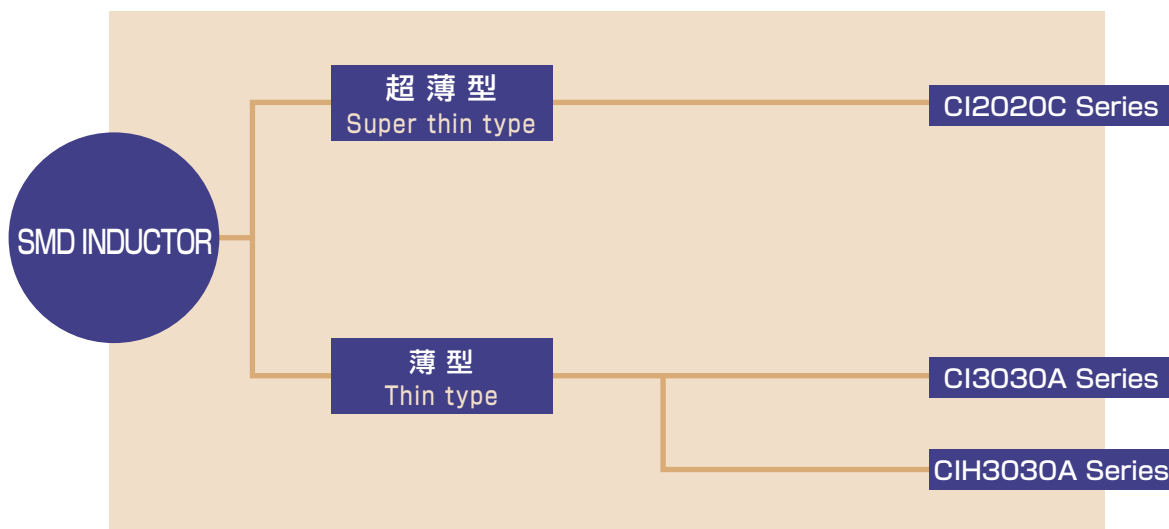 SMD INDUCTOR
超薄型
Super thin type
CI2020C Series
薄型
Thin type
CI3030A Series
CIH3030A Series